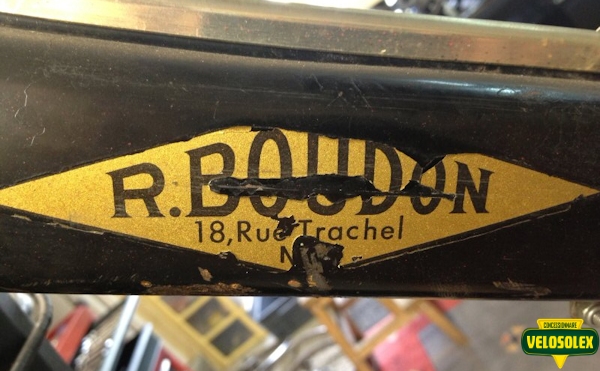 R.BOUDON
18,Rue Trachel
CONCESSIONNAIRE
VELOSOLEX